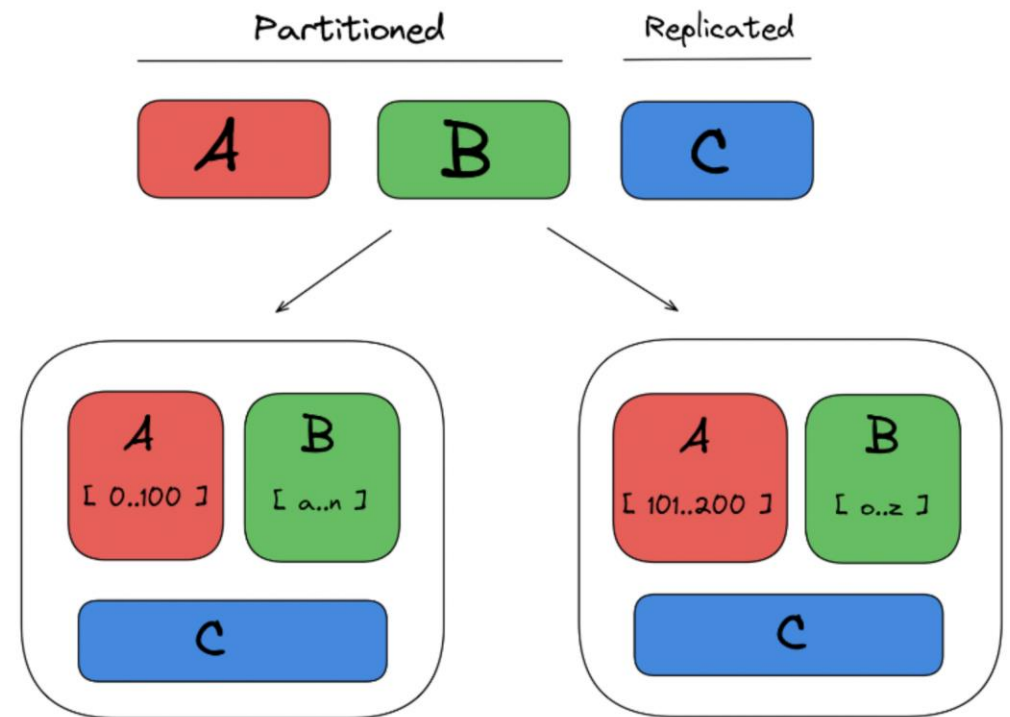 Partitioned
Replicated
A
B
C
A
B
[ 0..100 ]
[ a..n ]
C
A
B
[ 101..200 ]
[ o..z ]
C